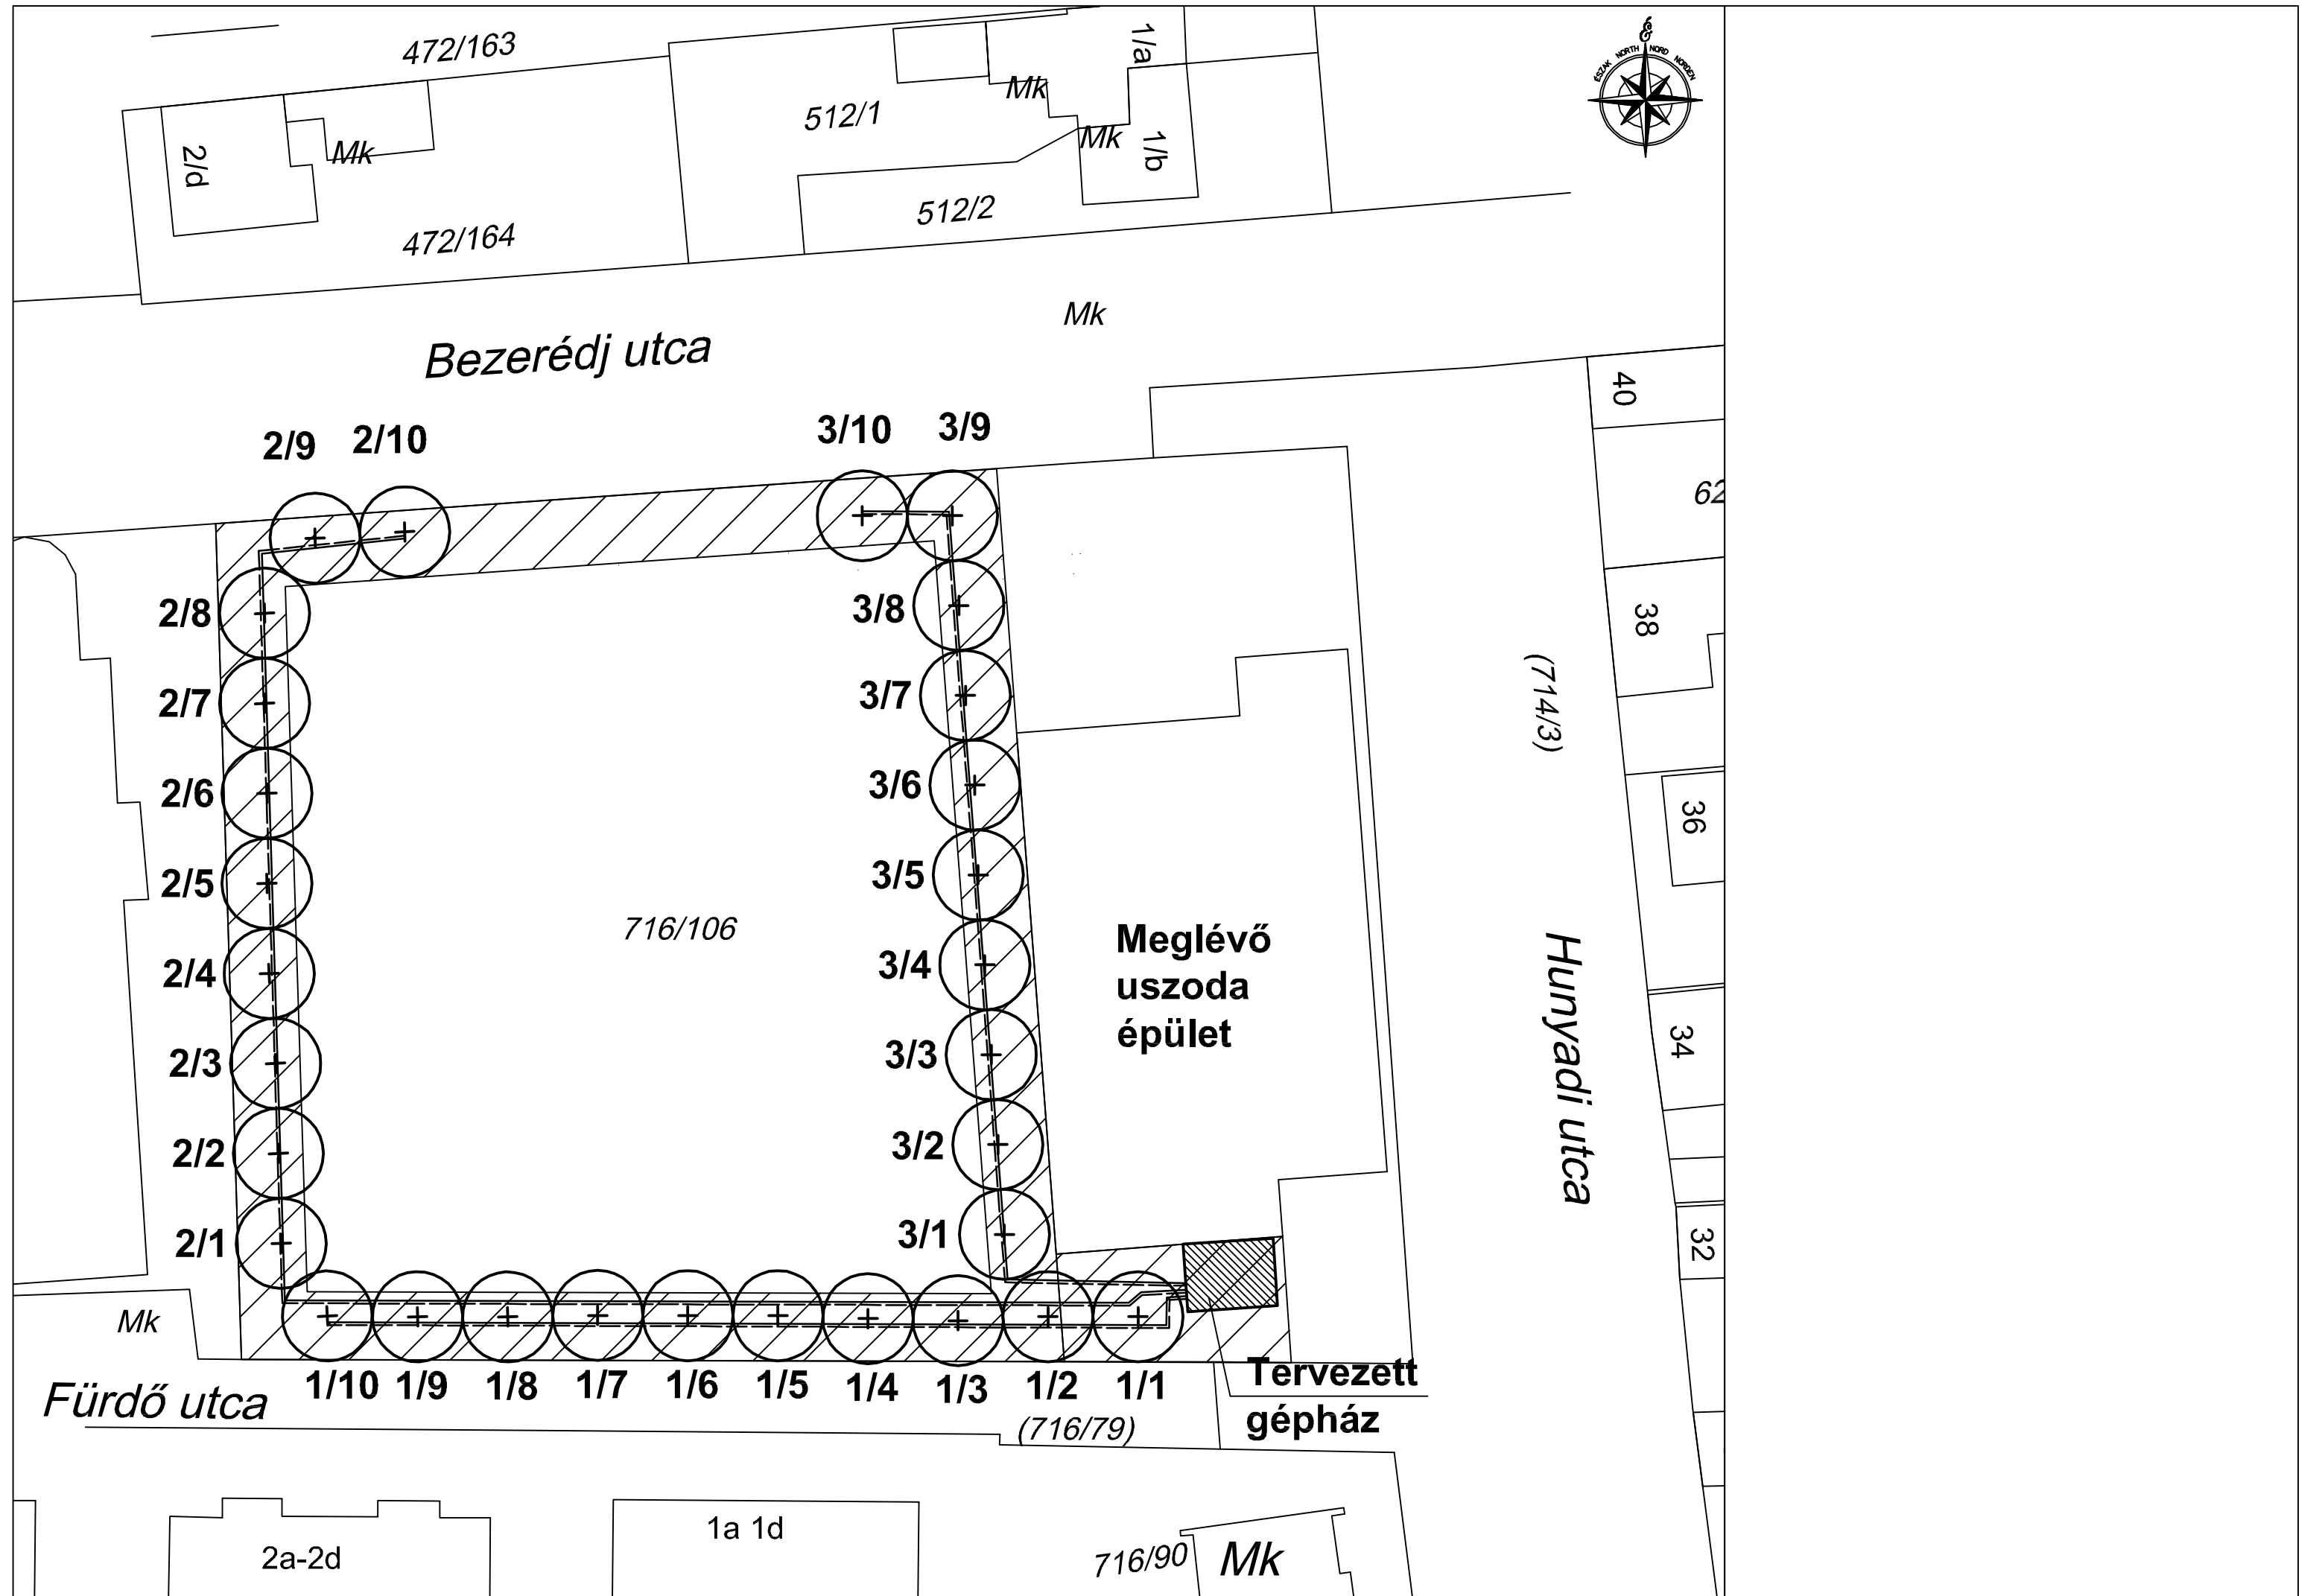 472/163
1/a
É
ÉSZAK NORTH NORD NORDEN
Mk
512/1
2/d
Mk
Mk
1/b
512/2
472/164
Mk
Bezerédj utca
40
2/9
2/10
3/10
3/9
62
2/8
3/8
38
2/7
3/7
(714/3)
2/6
3/6
36
2/5
3/5
716/106
Meglévő
uszoda
épület
2/4
3/4
Hunyadi utca
2/3
3/3
34
2/2
3/2
2/1
3/1
32
Mk
Fürdő utca
1/10
1/9
1/8
1/7
1/6
1/5
1/4
1/3
1/2
1/1
Tervezett
gépház
(716/79)
2a-2d
1a 1d
716/90
Mk